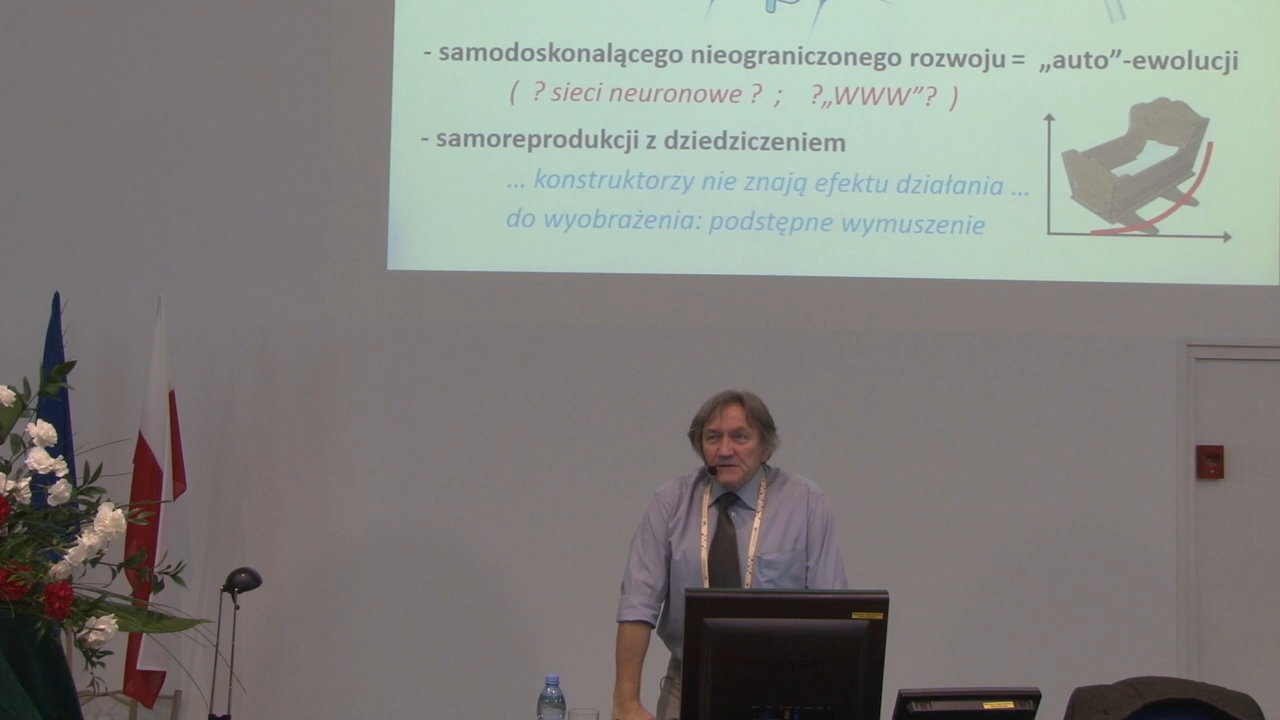 - samodoskonalącego nieograniczonego rozwoju = „auto”-ewolucji
( ? sieci neuronowe ? ; ?„WWW”? )
- samoreprodukcji z dziedziczeniem
... konstruktorzy nie znają efektu działania ...
do wyobrażenia: podstępne wymuszenie